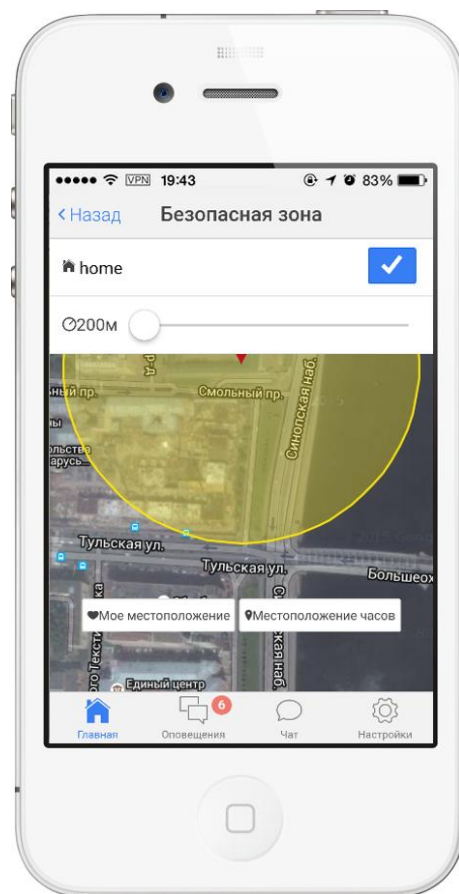 VPN 19:43 83%
Назад Безопасная зона
home
200м
Смольный пр.
Синопская наб.
Тульская ул.
Тульская ул.
Мое местоположение Местоположение часов
Единый центр
6
Главная Оповещения Чат Настройки